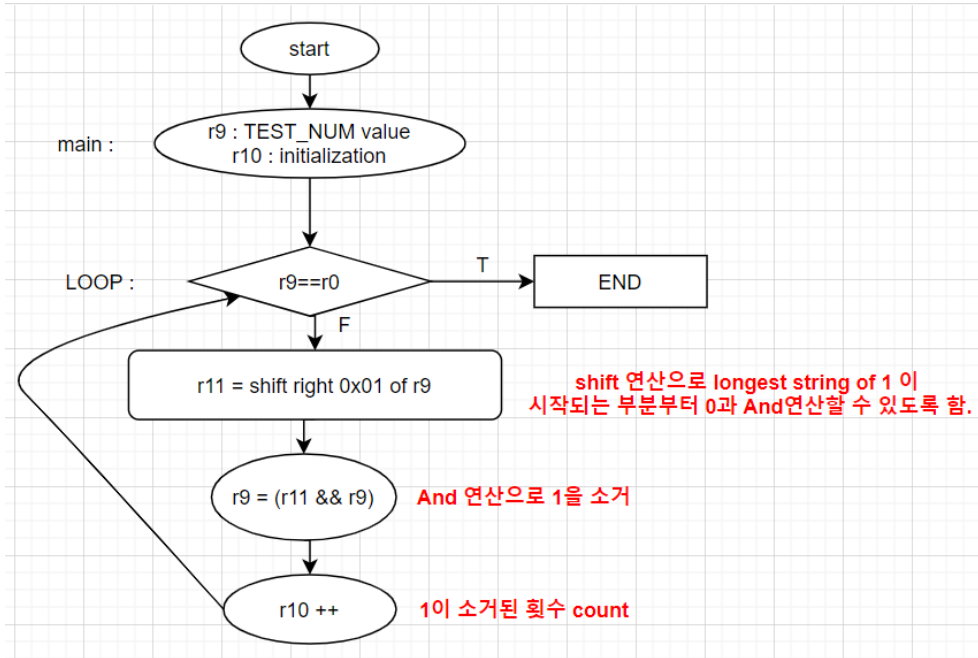 start
main :
r9 : TEST_NUM value
r10 : initialization
LOOP :
r9==r0
T
END
F
r11 = shift right 0x01 of r9
shift 연산으로 longest string of 1 이
시작되는 부분부터 0과 And연산할 수 있도록 함.
r9 = (r11 && r9)
And 연산으로 1을 소거
r10 ++
1이 소거된 횟수 count